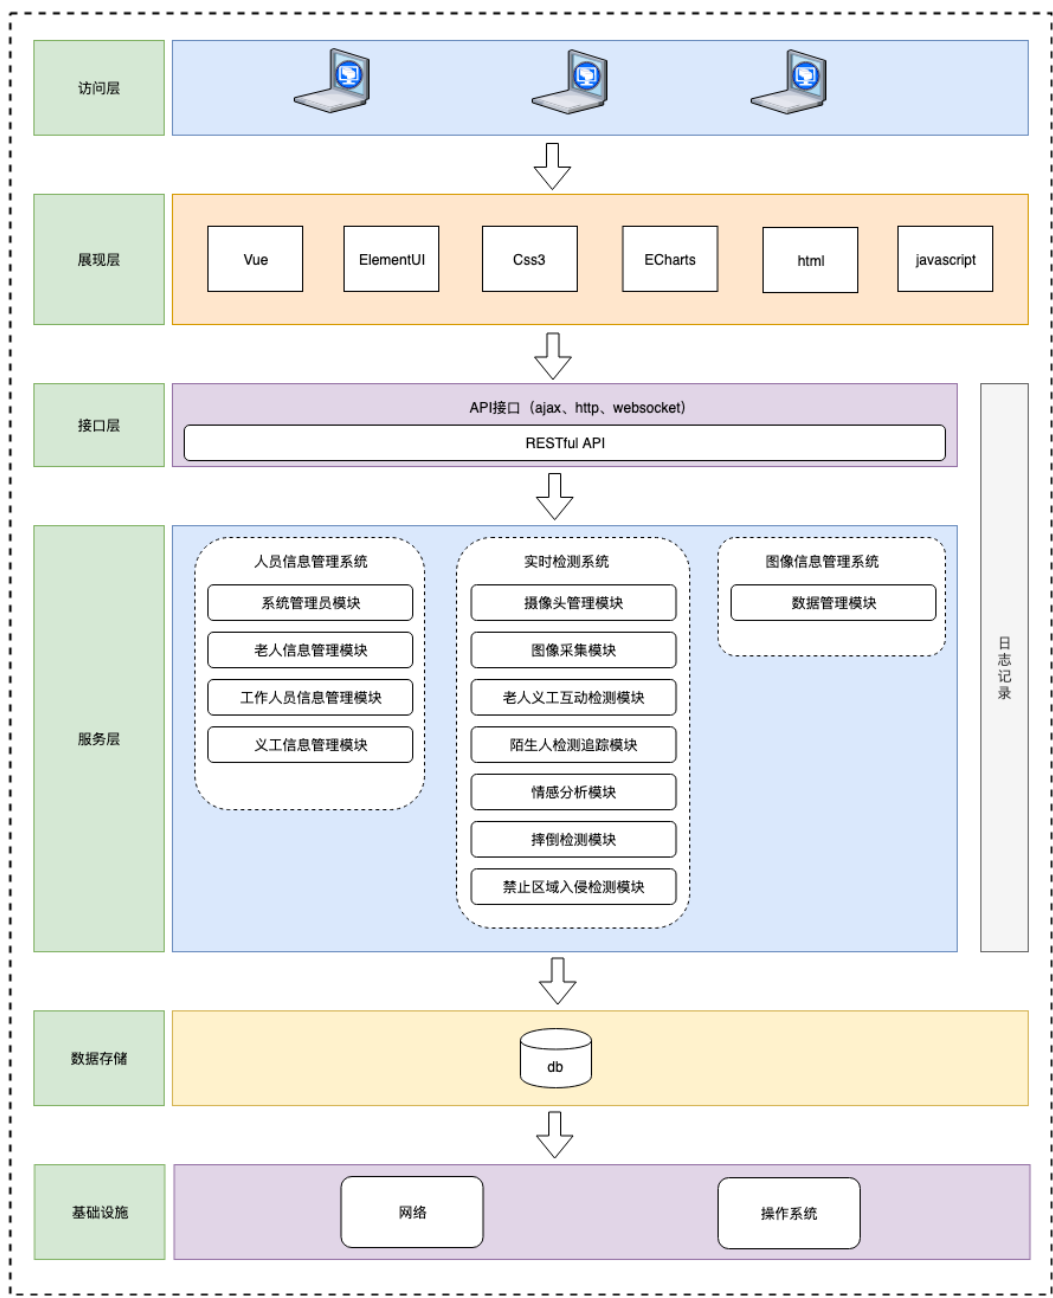 访问层
展现层
Vue
ElementUI
Css3
ECharts
html
javascript
接口层
API接口（ajax、http、websocket）
RESTful API
服务层
人员信息管理系统
系统管理员模块
老人信息管理模块
工作人员信息管理模块
义工信息管理模块
实时检测系统
摄像头管理模块
图像采集模块
老人义工互动检测模块
陌生人检测追踪模块
情感分析模块
摔倒检测模块
禁止区域入侵检测模块
图像信息管理系统
数据管理模块
日志记录
数据存储
db
基础设施
网络
操作系统